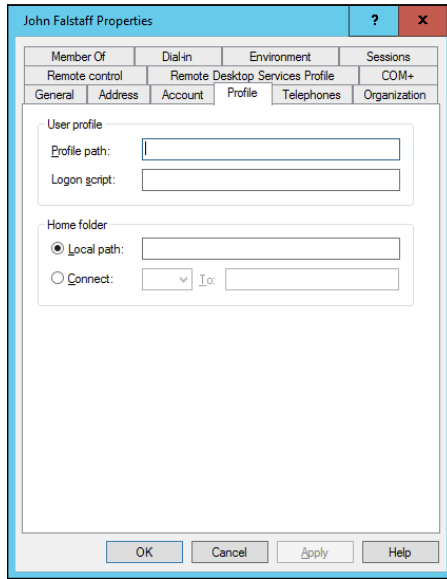 John Falstaff Properties ? x
Member Of Dial-in Environment Sessions
Remote control Remote Desktop Services Profile COM+
General Address Account Profile Telephones Organization
User profile
Profile path:
Logon script:
Home folder
Local path:
Connect: To:
OK Cancel Apply Help